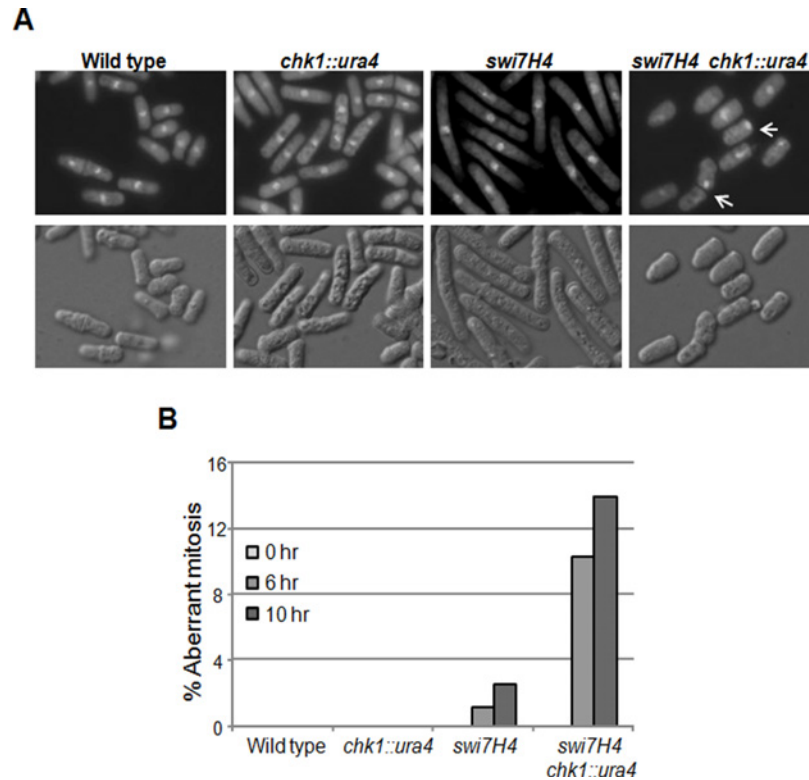 A
Wild type chk1::ura4 swi7H4 swi7H4 chk1::ura4
B
16
12
8
4
0
% Aberrant mitosis
0 hr
6 hr
10 hr
Wild type chk1::ura4 swi7H4 swi7H4
chk1::ura4